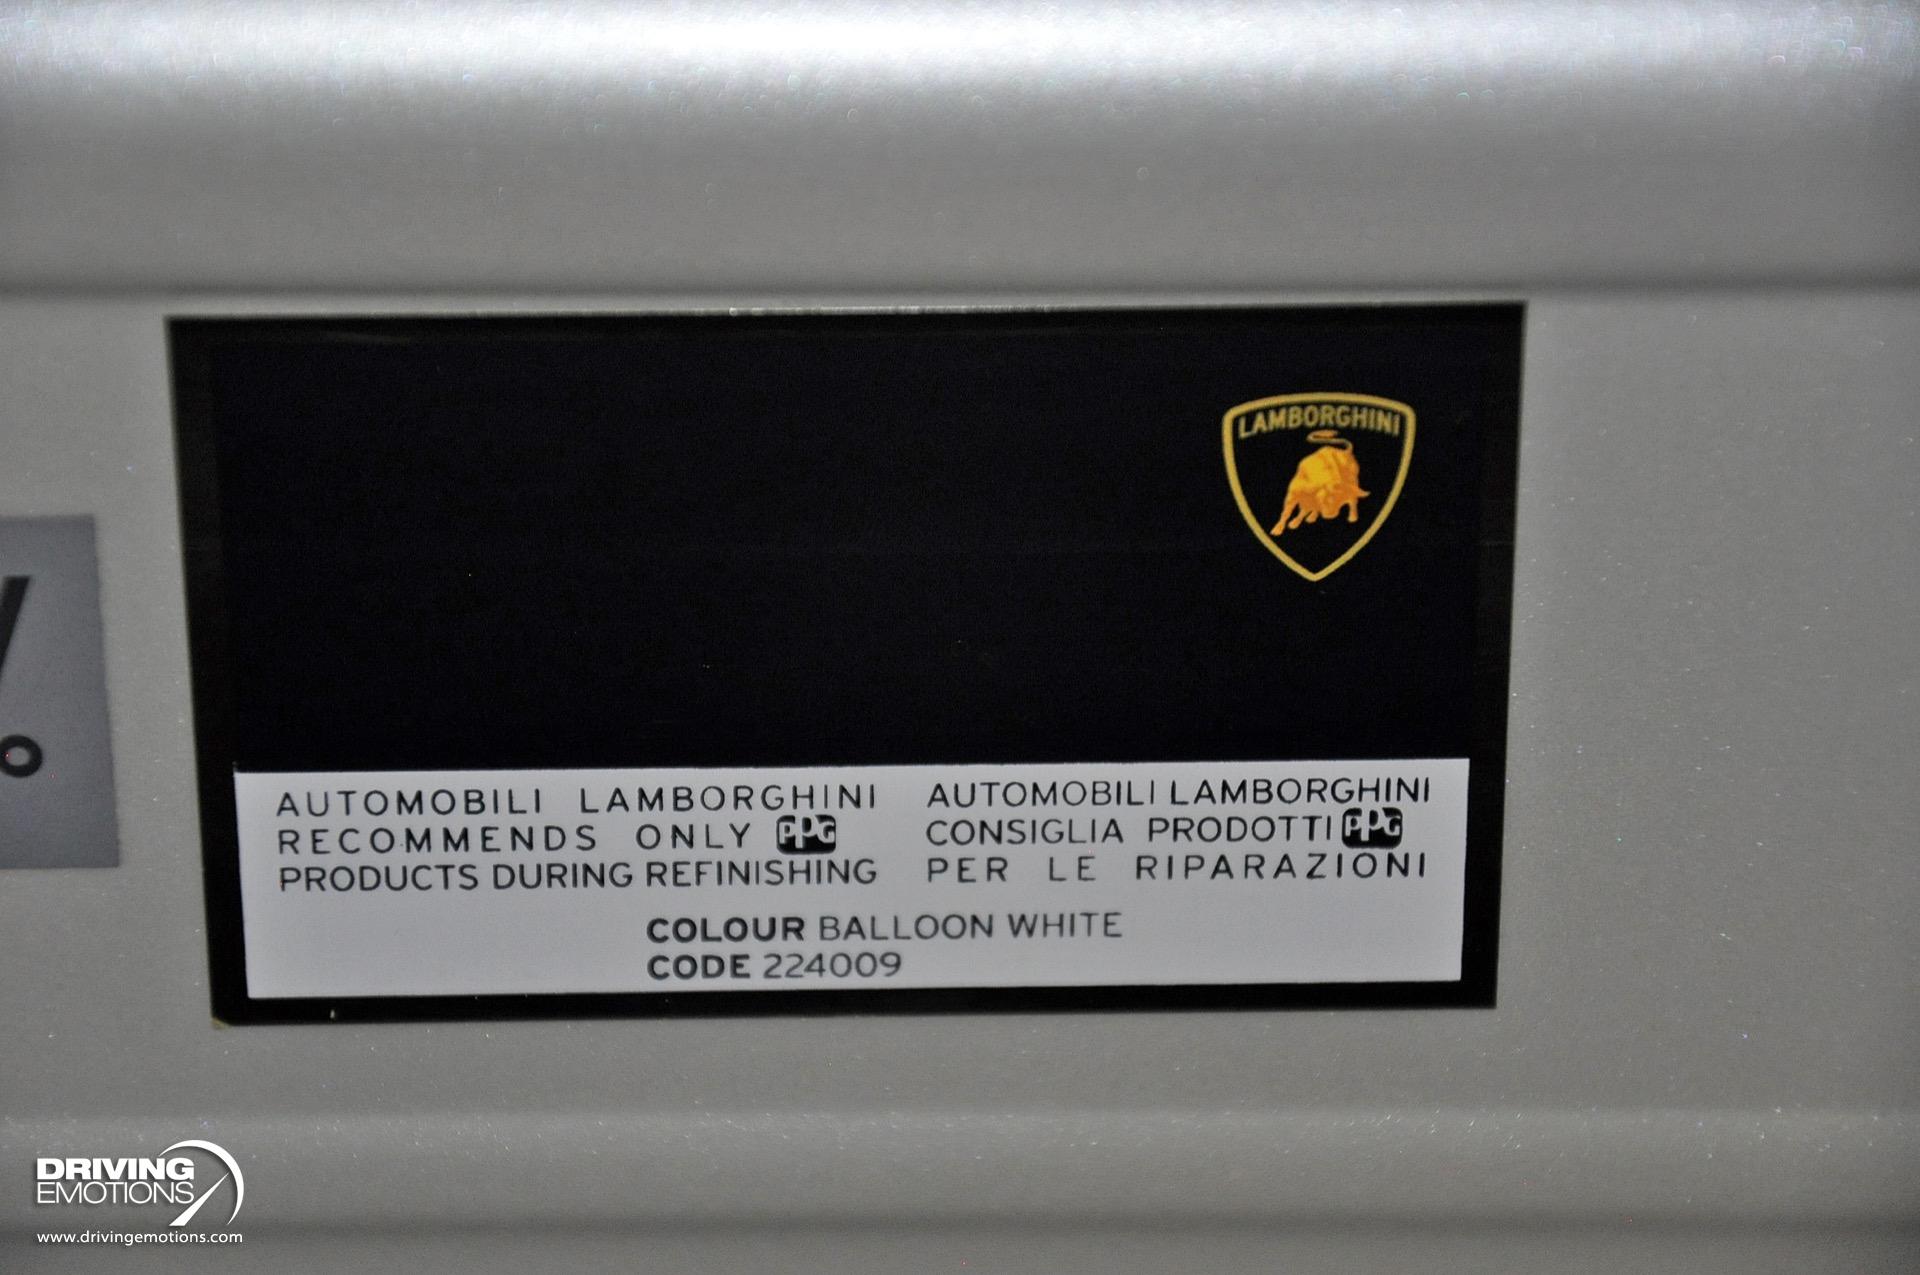 LAMBORGHINI
AUTOMOBILI LAMBORGHINI
RECOMMENDS ONLY PPG
PRODUCTS DURING REFINISHING
AUTOMOBILI LAMBORGHINI
CONSIGLIA PRODOTTI PPG
PER LE RIPARAZIONI
COLOUR BALLOON WHITE
CODE 224009
DRIVING
EMOTIONS
www.drivingemotions.com